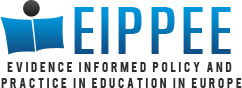 EIPPEE
EVIDENCE INFORMED POLICY AND
PRACTICE IN EDUCATION IN EUROPE